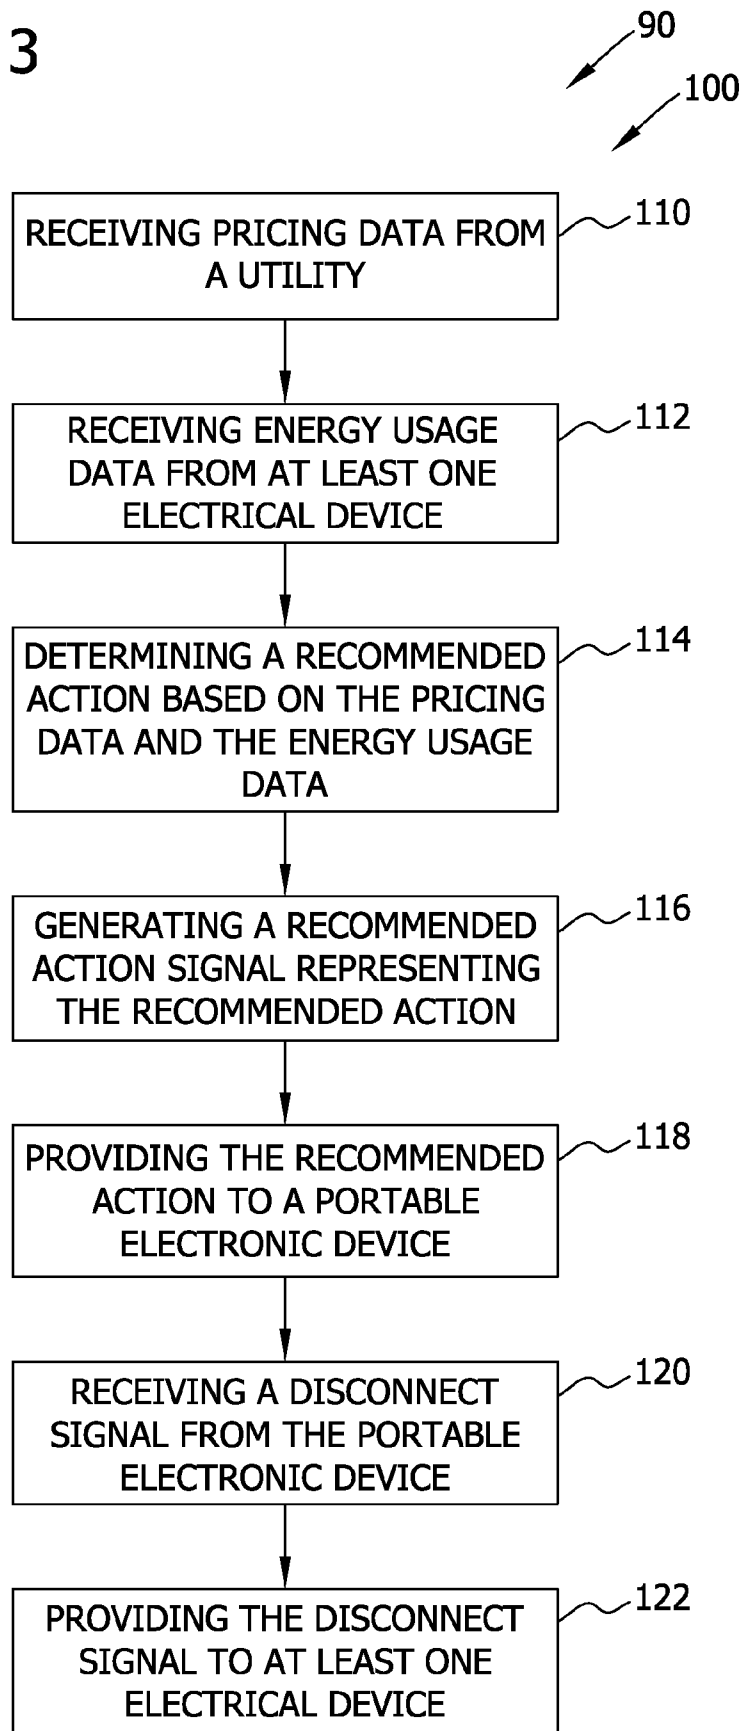 3
90
100
RECEIVING PRICING DATA FROM
A UTILITY
110
RECEIVING ENERGY USAGE
DATA FROM AT LEAST ONE
ELECTRICAL DEVICE
112
DETERMINING A RECOMMENDED
ACTION BASED ON THE PRICING
DATA AND THE ENERGY USAGE
DATA
114
GENERATING A RECOMMENDED
ACTION SIGNAL REPRESENTING
THE RECOMMENDED ACTION
116
PROVIDING THE RECOMMENDED
ACTION TO A PORTABLE
ELECTRONIC DEVICE
118
RECEIVING A DISCONNECT
SIGNAL FROM THE PORTABLE
ELECTRONIC DEVICE
120
PROVIDING THE DISCONNECT
SIGNAL TO AT LEAST ONE
ELECTRICAL DEVICE
122